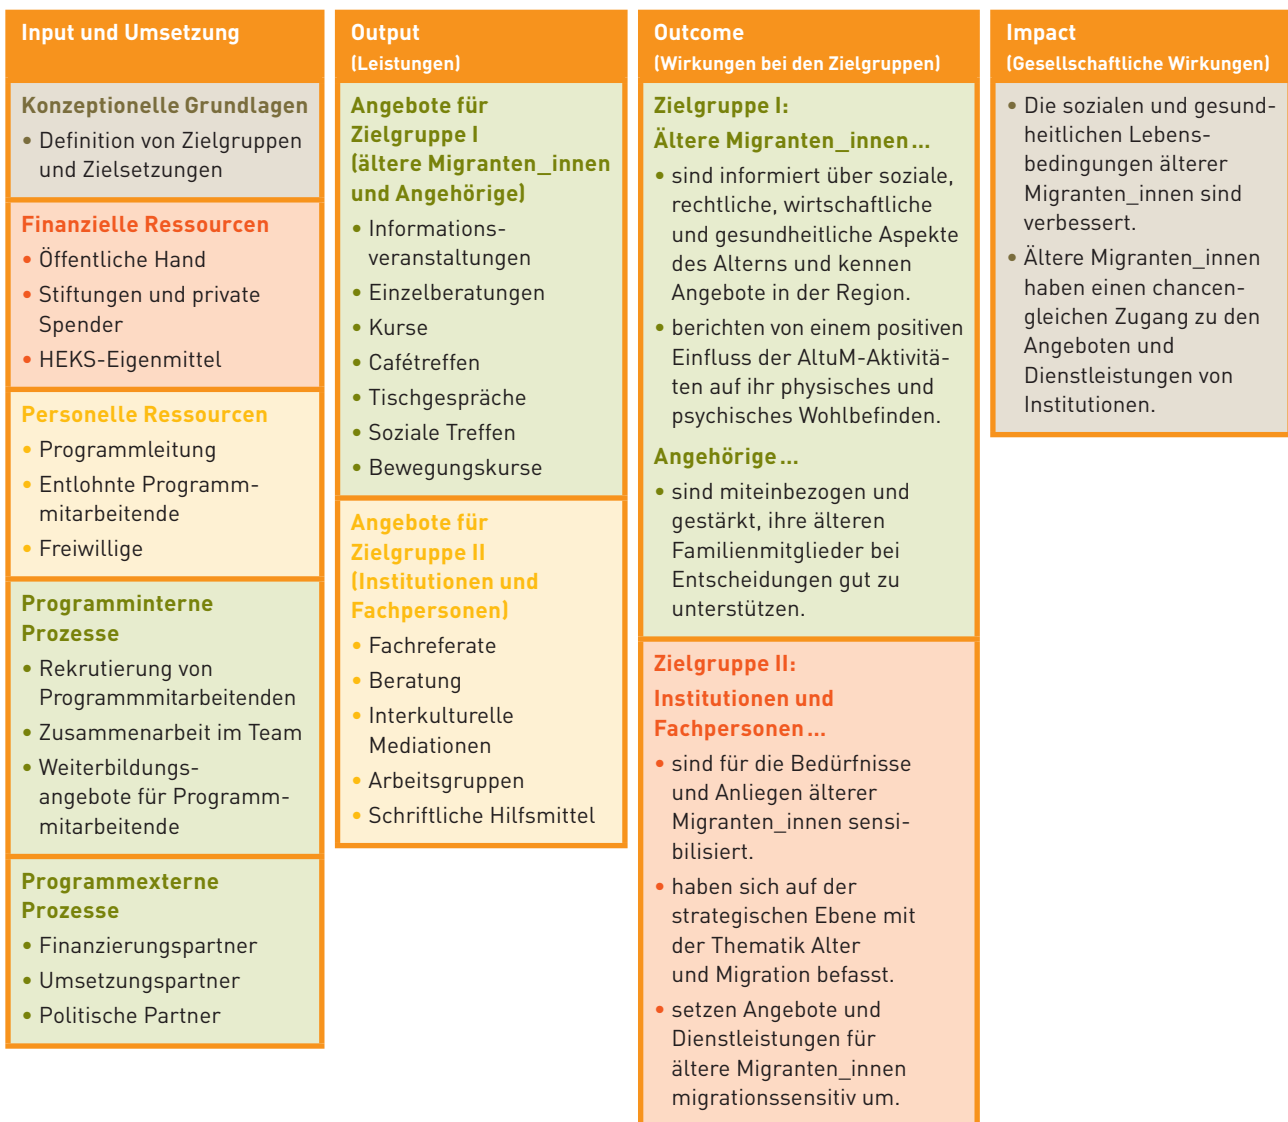 Input und Umsetzung
Konzeptionelle Grundlagen
• Definition von Zielgruppen
und Zielsetzungen
Finanzielle Ressourcen
• Öffentliche Hand
• Stiftungen und private
Spender
• HEKS-Eigenmittel
Personelle Ressourcen
• Programmleitung
• Entlohnte Programm-
mitarbeitende
• Freiwillige
Programminterne
Prozesse
• Rekrutierung von
Programmmitarbeitenden
• Zusammenarbeit im Team
• Weiterbildungs-
angebote für Programm-
mitarbeitende
Programmexterne
Prozesse
• Finanzierungspartner
• Umsetzungspartner
• Politische Partner
Output
(Leistungen)
Angebote für
Zielgruppe I
(ältere Migranten_innen
und Angehörige)
• Informations-
veranstaltungen
• Einzelberatungen
• Kurse
• Cafétreffen
• Tischgespräche
• Soziale Treffen
• Bewegungskurse
Angebote für
Zielgruppe II
(Institutionen und
Fachpersonen)
• Fachreferate
• Beratung
• Interkulturelle
Mediationen
• Arbeitsgruppen
• Schriftliche Hilfsmittel
Outcome
(Wirkungen bei den Zielgruppen)
Zielgruppe I:
Ältere Migranten_innen ...
• sind informiert über soziale,
rechtliche, wirtschaftliche
und gesundheitliche Aspekte
des Alterns und kennen
Angebote in der Region.
• berichten von einem positiven
Einfluss der AltuM-Aktivitä-
ten auf ihr physisches und
psychisches Wohlbefinden.
Angehörige ...
• sind miteinbezogen und
gestärkt, ihre älteren
Familienmitglieder bei
Entscheidungen gut zu
unterstützen.
Zielgruppe II:
Institutionen und
Fachpersonen ...
• sind für die Bedürfnisse
und Anliegen älterer
Migranten_innen sensi-
bilisiert.
• haben sich auf der
strategischen Ebene mit
der Thematik Alter
und Migration befasst.
• setzen Angebote und
Dienstleistungen für
ältere Migranten_innen
migrationssensitiv um.
Impact
(Gesellschaftliche Wirkungen)
• Die sozialen und gesund-
heitlichen Lebens-
bedingungen älterer
Migranten_innen sind
verbessert.
• Ältere Migranten_innen
haben einen chancen-
gleichen Zugang zu den
Angeboten und
Dienstleistungen von
Institutionen.